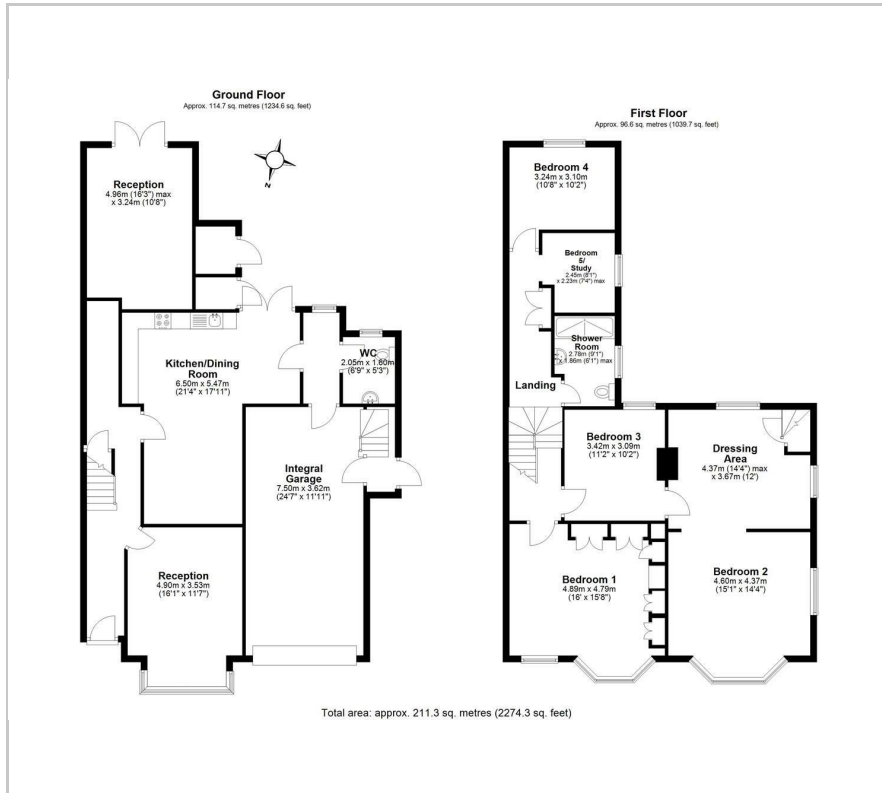 Ground Floor
Approx. 114.7 sq. metres (1234.6 sq. feet)
Reception
4.96m (16'3") max
x 3.24m (10'8")
N
Kitchen/Dining
Room
6.50m x 5.47m
(21'4" x 17'11")
WC
2.05m x 1.60m
(6'9" x 5'3")
Integral
Garage
7.50m x 3.62m
(24'7" x 11'11")
Reception
4.90m x 3.53m
(16'1" x 11'7")
First Floor
Approx. 96.6 sq. metres (1039.7 sq. feet)
Bedroom 4
3.24m x 3.10m
(10'8" x 10'2")
Bedroom
5/
Study
2.45m (8'1")
x 2.23m (7'4") max
Shower
Room
2.78m (9'1")
x 1.86m (6'1") max
Landing
Bedroom 3
3.42m x 3.09m
(11'2" x 10'2")
Dressing
Area
4.37m (14'4") max
x 3.67m (12')
Bedroom 1
4.89m x 4.79m
(16' x 15'8")
Bedroom 2
4.60m x 4.37m
(15'1" x 14'4")
Total area: approx. 211.3 sq. metres (2274.3 sq. feet)